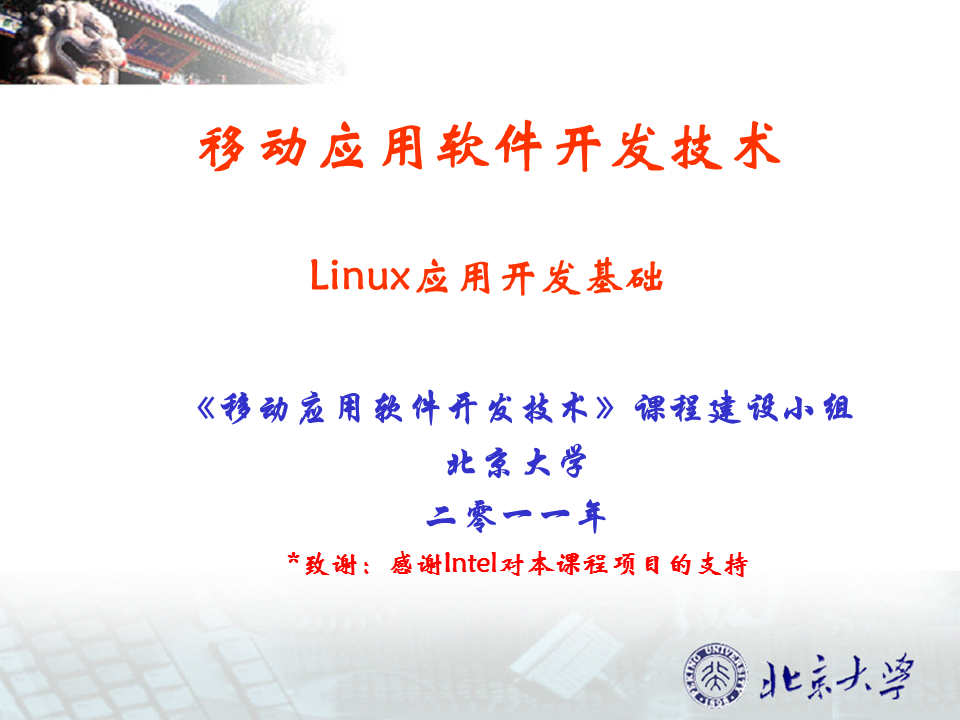 移动应用软件开发技术
Linux应用开发基础
《移动应用软件开发技术》课程建设小组
北京大学
二零一一年
*致谢：感谢Intel对本课程项目的支持
PEKING UNIVERSITY
1898
北京大学